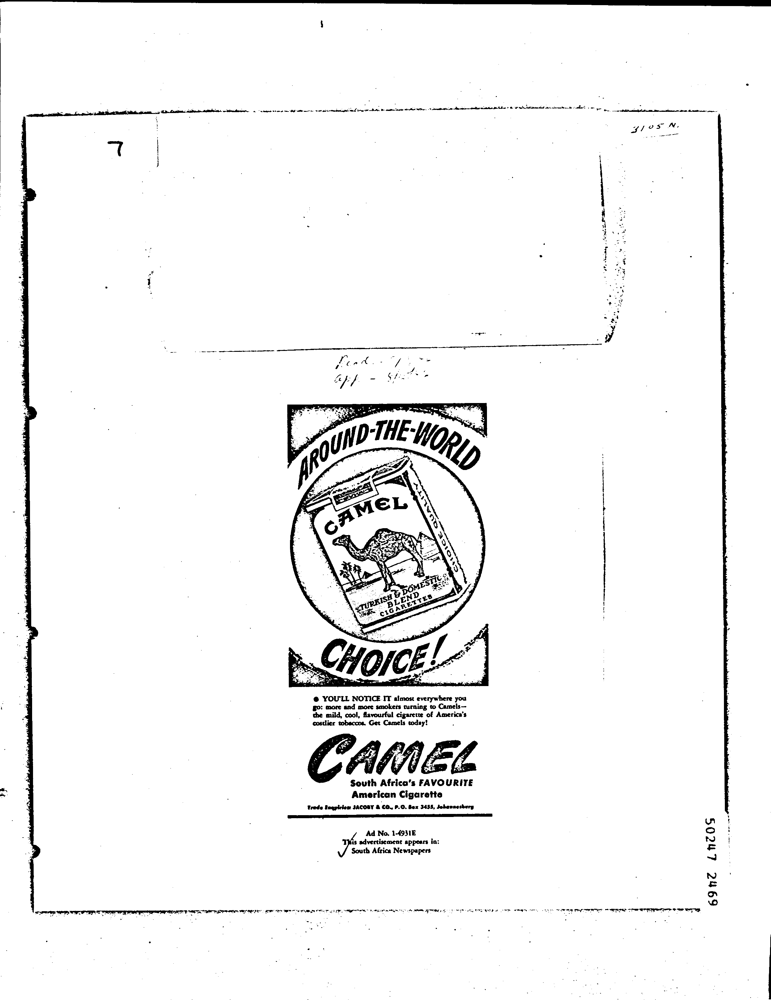 3105 N.
7
AROUND-THE-WORLD
CAMEL
CHOICE QUALITY
TURKISH & DOMESTIC
BLEND
CIGARETTES
CHOICE!
● YOU'LL NOTICE IT almost everywhere you
go: more and more smokers turning to Camels—
the mild, cool, flavourful cigarette of America's
costlier tobaccos. Get Camels today!
CAMEL
South Africa's FAVOURITE
American Cigarette
Trade Enquiries: JACOBY & CO., P.O. Box 3435, Johannesburg
Ad No. 1-4931E
This advertisement appears in:
South Africa Newspapers
50247 2469